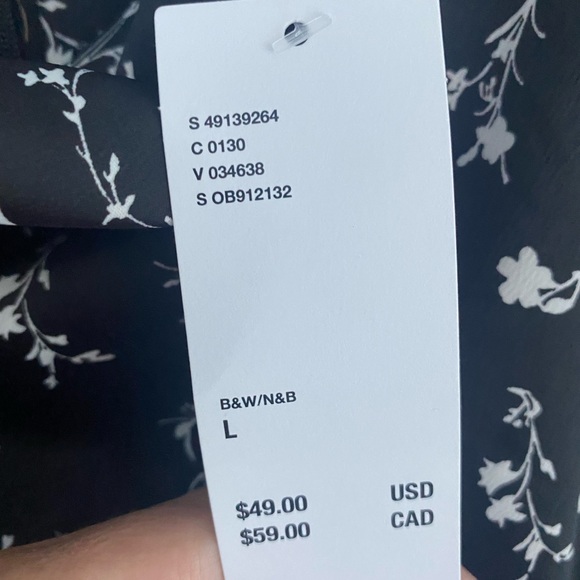 S 49139264
C 0130
V 034638
S OB912132
B&W/N&B
L
$49.00 USD
$59.00 CAD